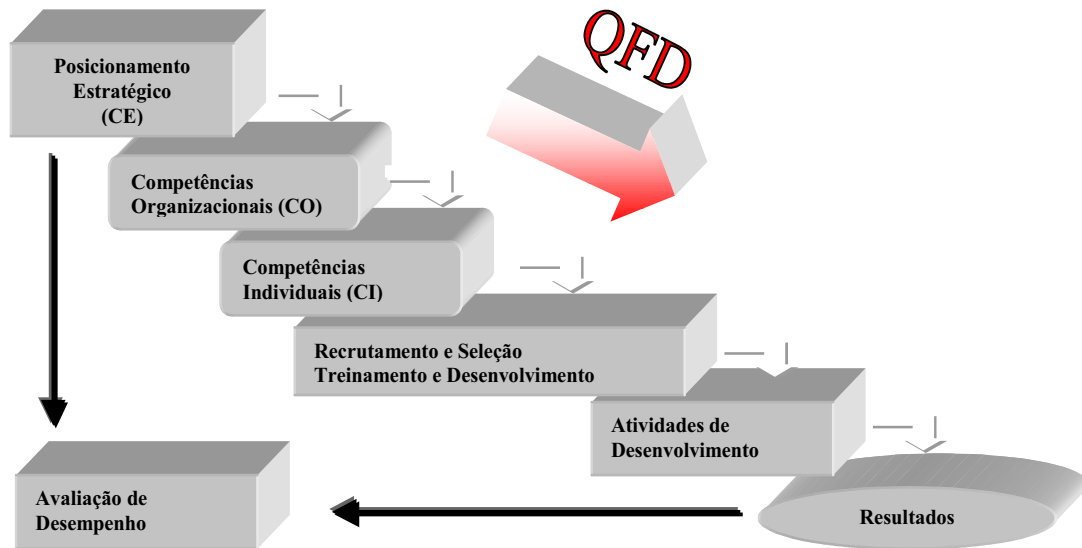 QFD
Posicionamento
Estratégico
(CE)
Competências
Organizacionais (CO)
Competências
Individuais (CI)
Recrutamento e Seleção
Treinamento e Desenvolvimento
Atividades de
Desenvolvimento
Avaliação de
Desempenho
Resultados